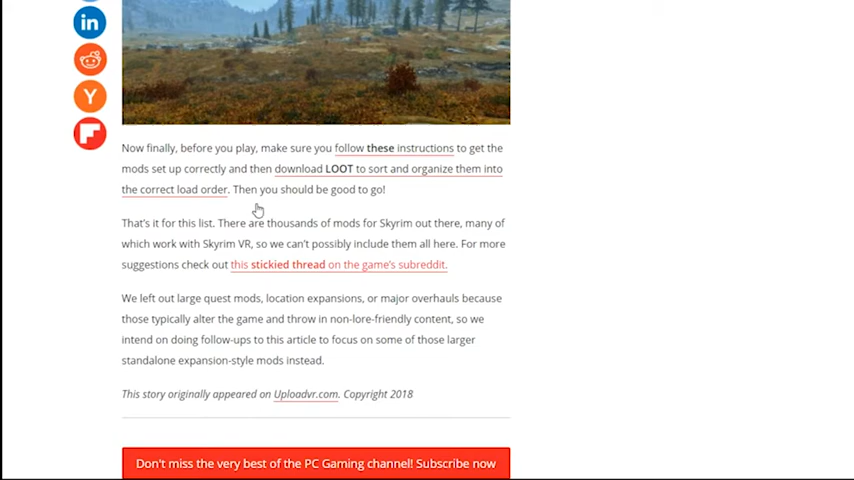 in
Y
Now finally, before you play, make sure you follow these instructions to get the
mods set up correctly and then download LOOT to sort and organize them into
the correct load order. Then you should be good to go!
That's it for this list. There are thousands of mods for Skyrim out there, many of
which work with Skyrim VR, so we can't possibly include them all here. For more
suggestions check out this stickied thread on the game's subreddit.
We left out large quest mods, location expansions, or major overhauls because
those typically alter the game and throw in non-lore-friendly content, so we
intend on doing follow-ups to this article to focus on some of those larger
standalone expansion-style mods instead.
This story originally appeared on Uploadvr.com. Copyright 2018
Don't miss the very best of the PC Gaming channel! Subscribe now